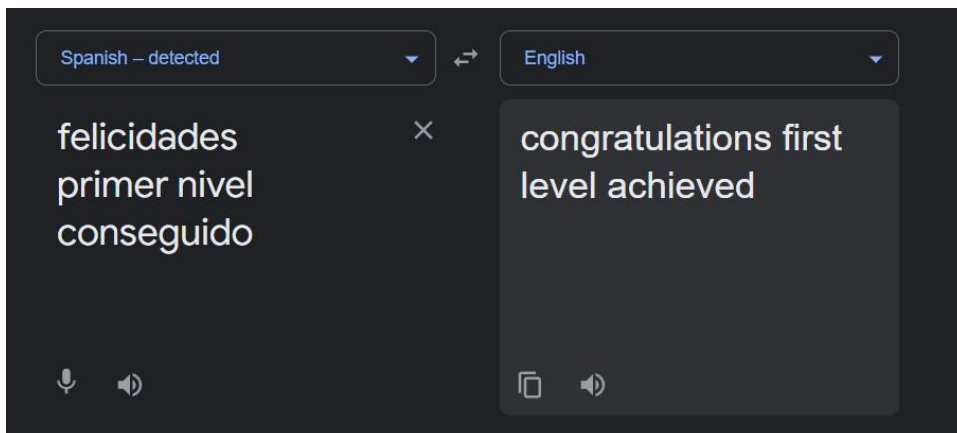 Spanish – detected
English
felicidades
primer nivel
conseguido
congratulations first
level achieved